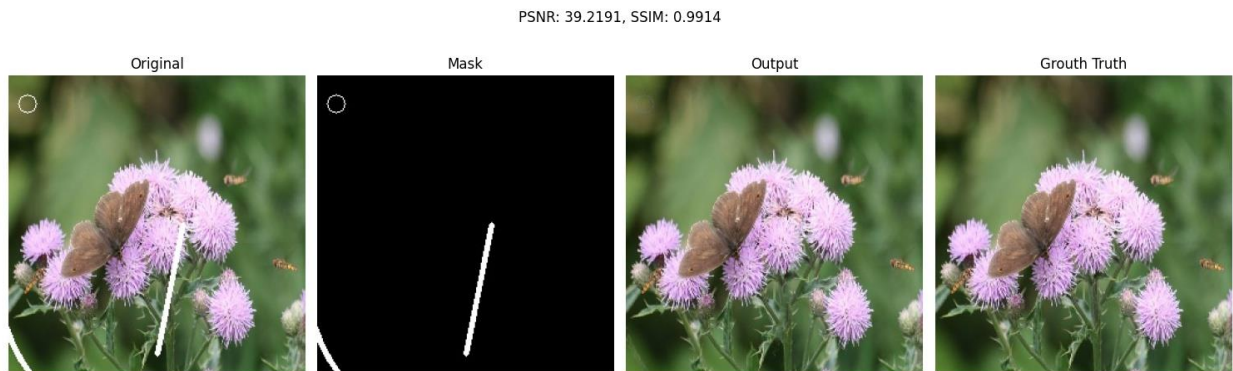 PSNR: 39.2191, SSIM: 0.9914
Original
Mask
Output
Grouth Truth